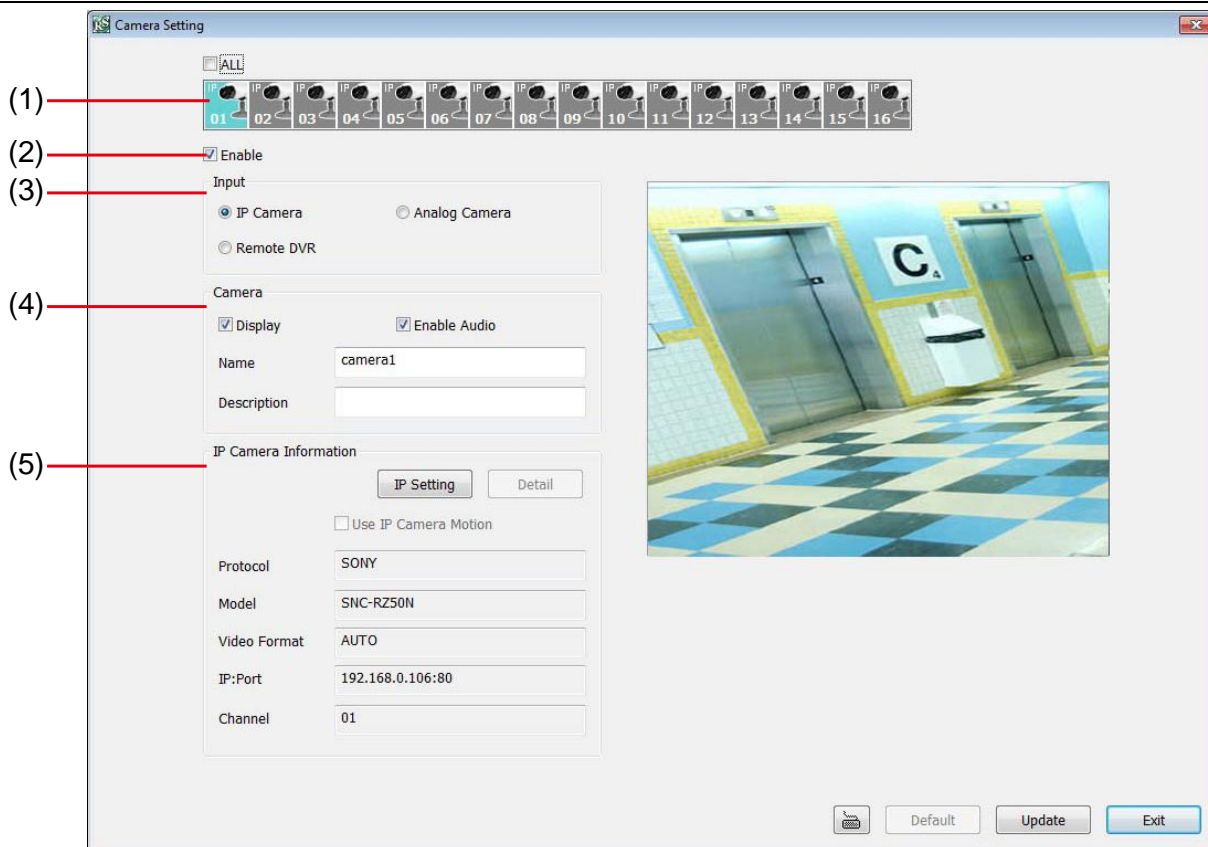 Camera Setting
ALL
(1)
IP IP IP IP IP IP IP IP IP IP IP IP IP IP IP IP
01 02 03 04 05 06 07 08 09 10 11 12 13 14 15 16
(2) Enable
(3) Input
IP Camera Analog Camera
Remote DVR
(4) Camera
Display Enable Audio
Name camera1
Description
(5) IP Camera Information
IP Setting Detail
Use IP Camera Motion
Protocol SONY
Model SNC-RZ50N
Video Format AUTO
IP:Port 192.168.0.106:80
Channel 01
C
4
Default Update Exit